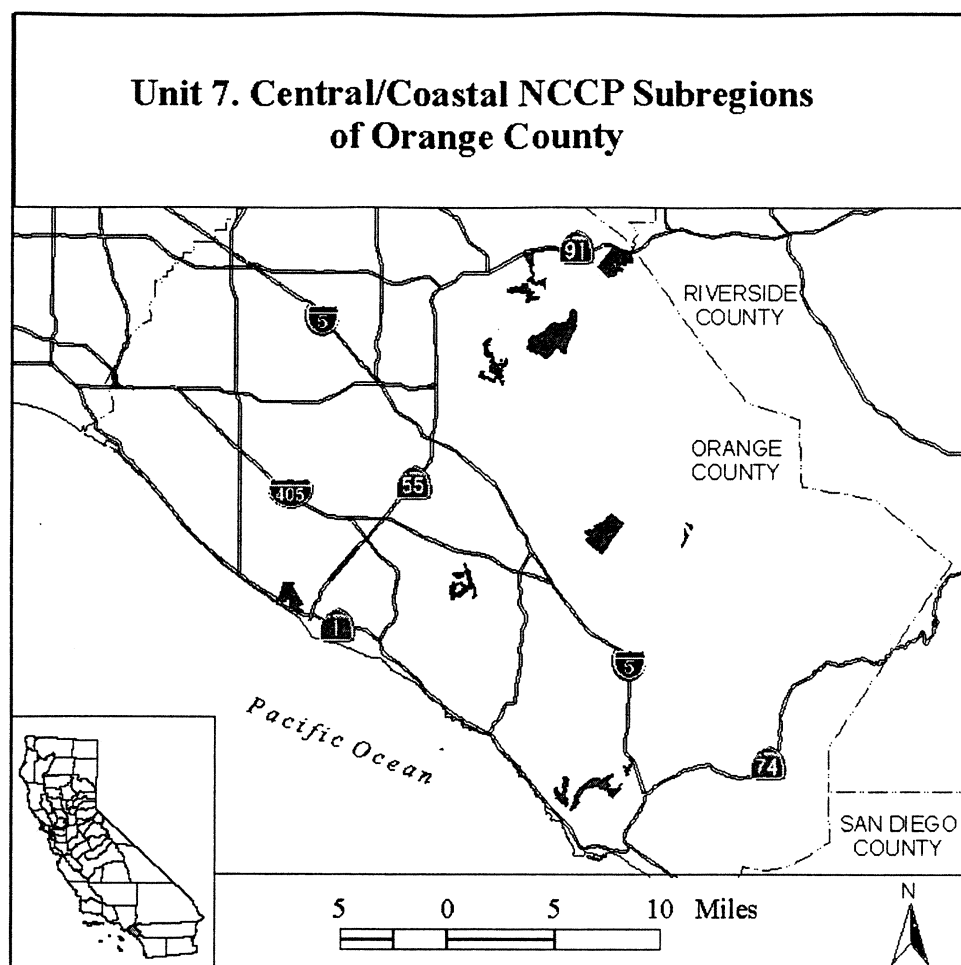 Unit 7. Central/Coastal NCCP Subregions
of Orange County
91
5
RIVERSIDE
COUNTY
ORANGE
COUNTY
55
405
1
5
Pacific Ocean
74
SAN DIEGO
COUNTY
5 0 5 10 Miles
N